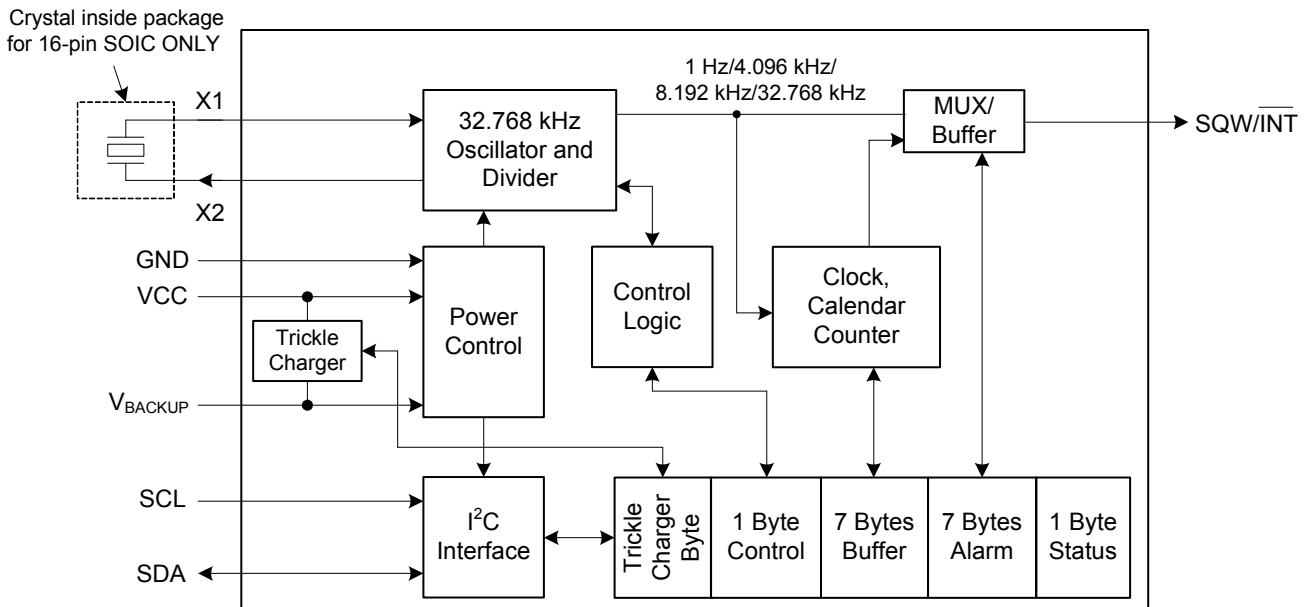 Crystal inside package
for 16-pin SOIC ONLY
X1
X2
32.768 kHz
Oscillator and
Divider
1 Hz/4.096 kHz/
8.192 kHz/32.768 kHz
MUX/
Buffer
SQW/I̅N̅T̅
GND
VCC
Trickle
Charger
V_BACKUP
Power
Control
Control
Logic
Clock,
Calendar
Counter
SCL
SDA
I²C
Interface
Trickle
Charger
Byte
1 Byte
Control
7 Bytes
Buffer
7 Bytes
Alarm
1 Byte
Status